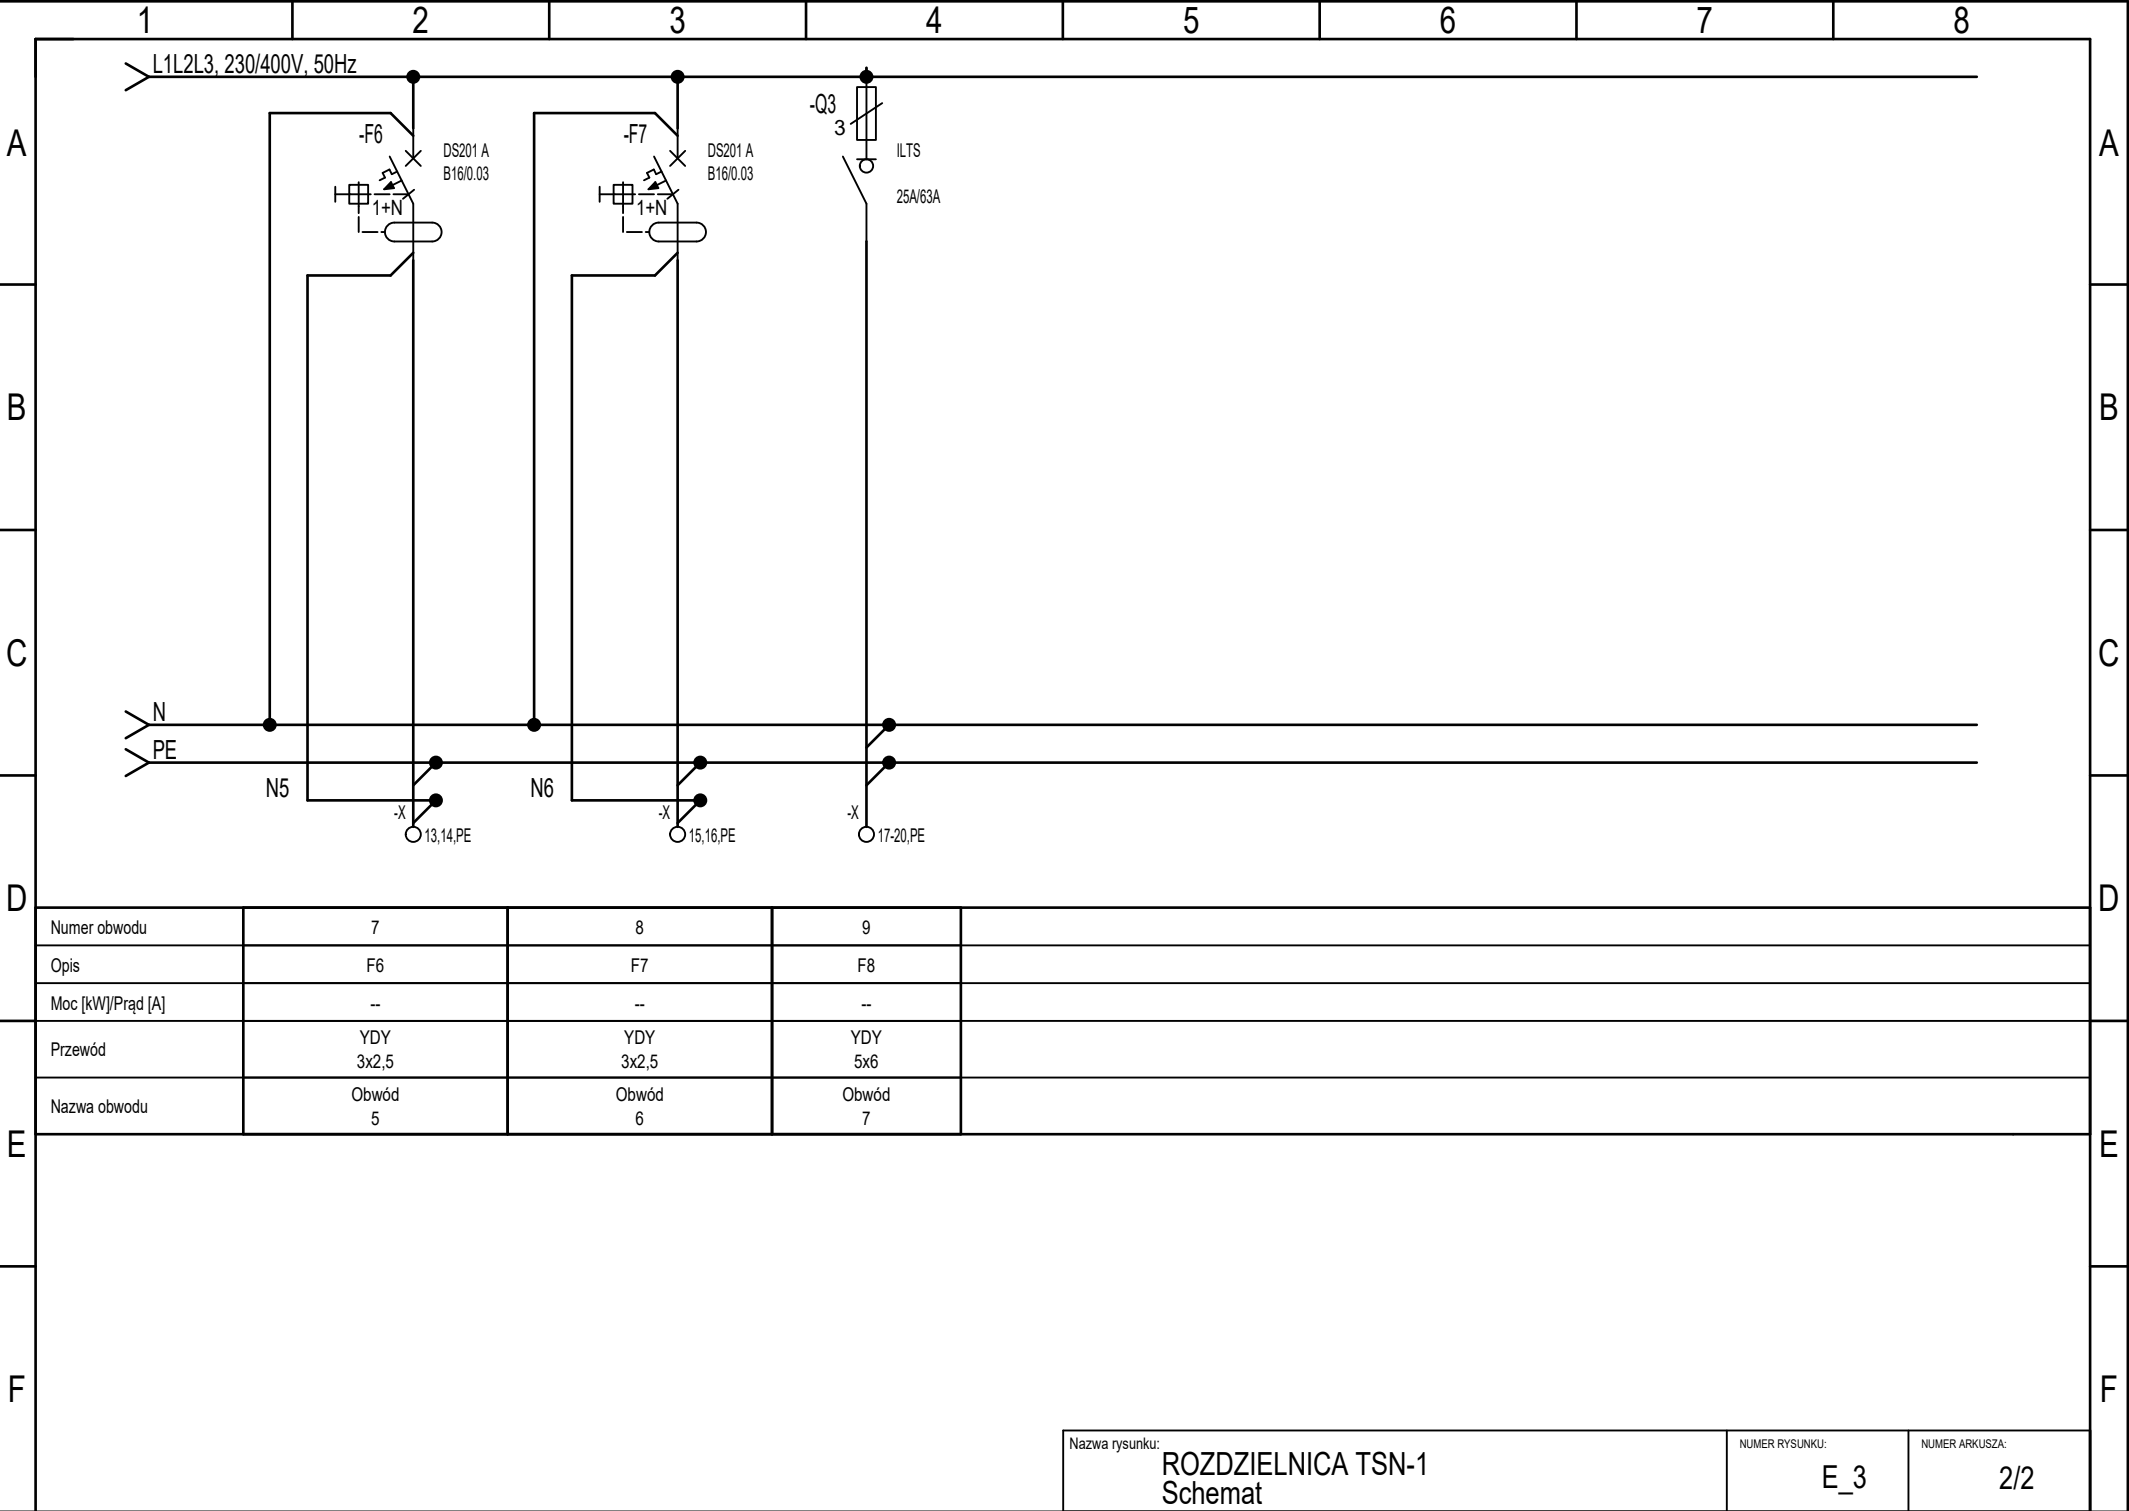 1 2 3 4 5 6 7 8
L1L2L3, 230/400V, 50Hz
A A
-F6 DS201 A
B16/0.03
1+N
-F7 DS201 A
B16/0.03
1+N
-Q3
3
ILTS
25A/63A
B B
C C
N
PE
N5 N6
-X 13,14,PE
-X 15,16,PE
-X 17-20,PE
D D
Numer obwodu 7 8 9
Opis F6 F7 F8
Moc [kW]/Prąd [A] -- -- --
Przewód YDY YDY YDY
3x2,5 3x2,5 5x6
Nazwa obwodu Obwód Obwód Obwód
5 6 7
E E
F F
Nazwa rysunku: NUMER RYSUNKU: NUMER ARKUSZA:
ROZDZIELNICA TSN-1
Schemat
E_3 2/2